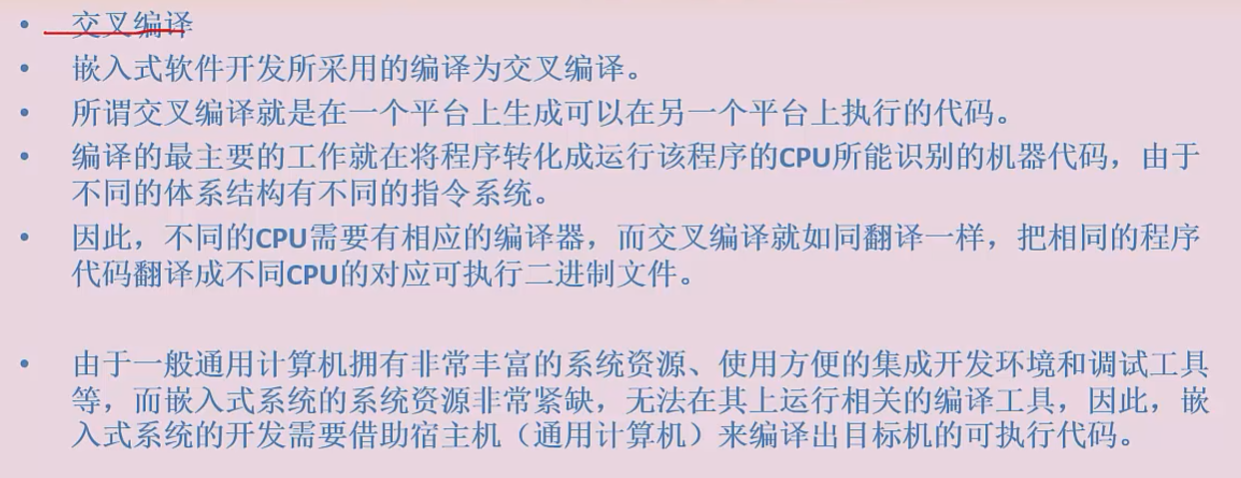 • 交叉编译
• 嵌入式软件开发所采用的编译为交叉编译。
• 所谓交叉编译就是在一个平台上生成可以在另一个平台上执行的代码。
• 编译的最主要的工作就在将程序转化成运行该程序的CPU所能识别的机器代码，由于
不同的体系结构有不同的指令系统。
• 因此，不同的CPU需要有相应的编译器，而交叉编译就如同翻译一样，把相同的程序
代码翻译成不同CPU的对应可执行二进制文件。
• 由于一般通用计算机拥有非常丰富的系统资源、使用方便的集成开发环境和调试工具
等，而嵌入式系统的系统资源非常紧缺，无法在其上运行相关的编译工具，因此，嵌
入式系统的开发需要借助宿主机（通用计算机）来编译出目标机的可执行代码。